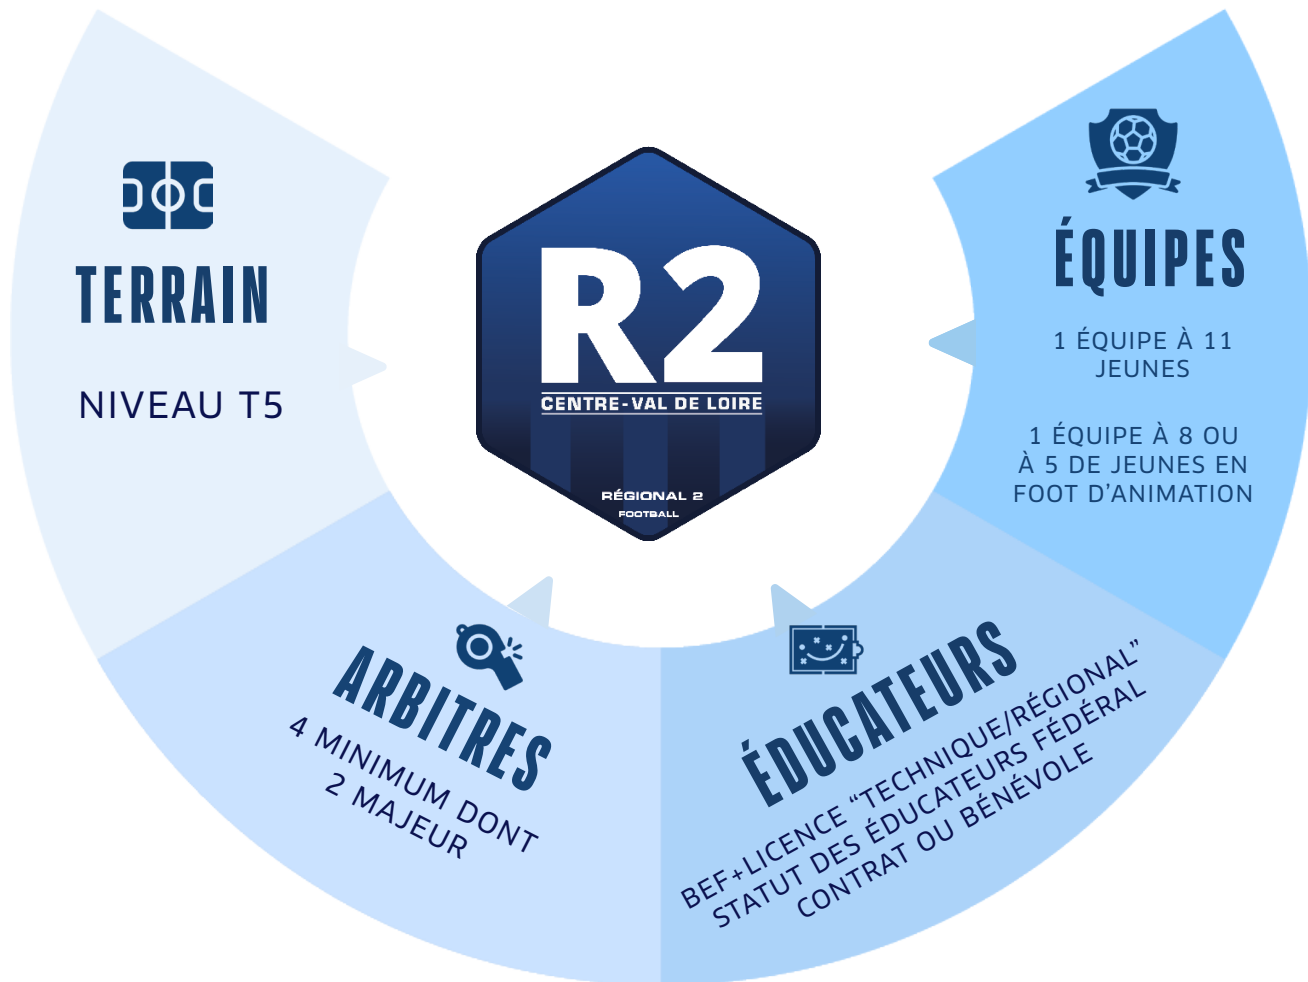 TERRAIN
NIVEAU T5
R2
CENTRE-VAL DE LOIRE
RÉGIONAL 2
FOOTBALL
ÉQUIPES
1 ÉQUIPE À 11
JEUNES
1 ÉQUIPE À 8 OU
À 5 DE JEUNES EN
FOOT D'ANIMATION
ARBITRES
4 MINIMUM DONT
2 MAJEUR
ÉDUCATEURS
BEF+LICENCE “TECHNIQUE/RÉGIONAL”
STATUT DES ÉDUCATEURS FÉDÉRAL
CONTRAT OU BÉNÉVOLE